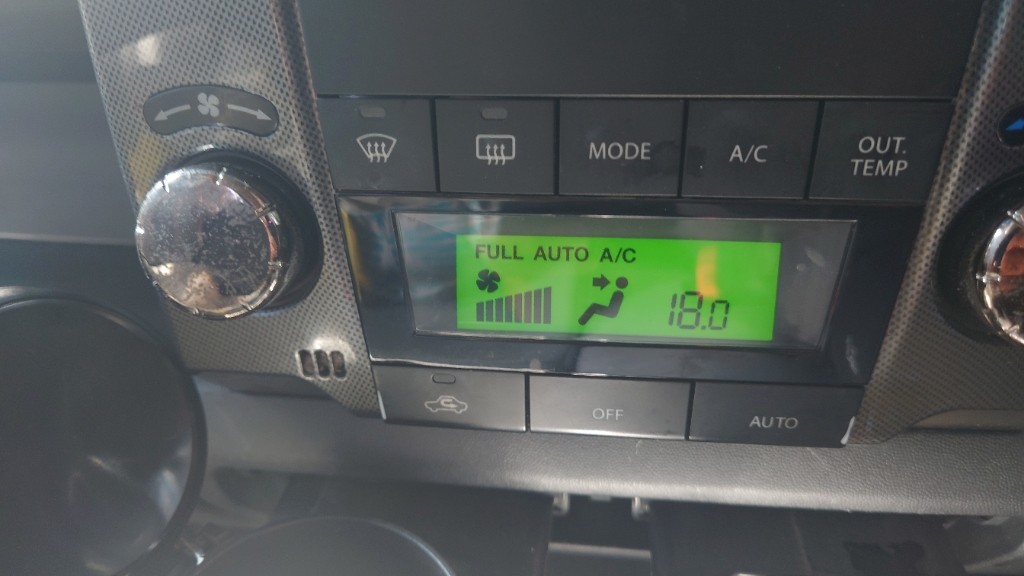 MODE
A/C
OUT.
TEMP
FULL AUTO A/C
18.0
OFF
AUTO